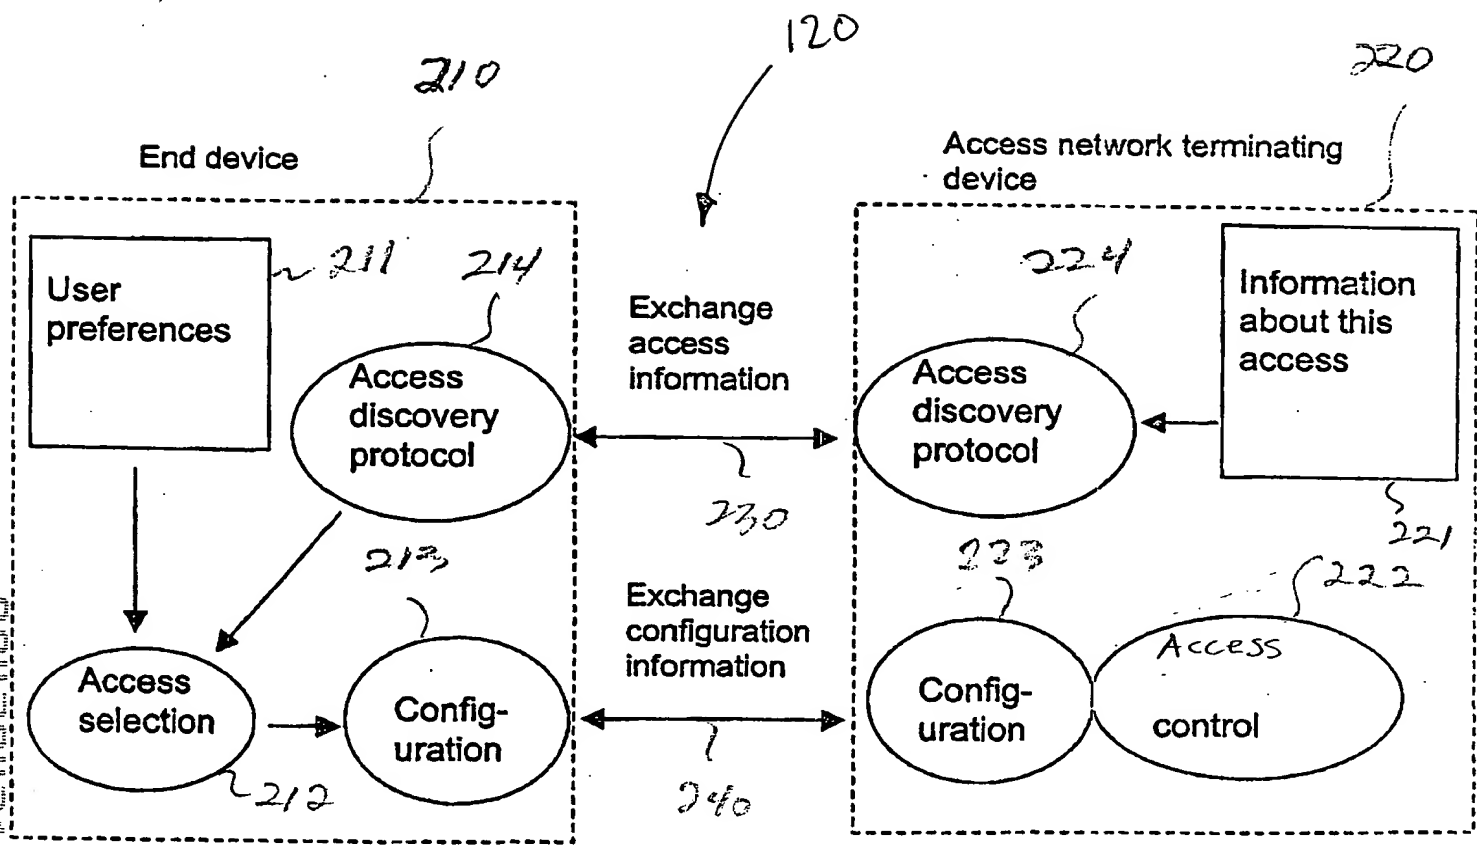 120
210
220
End device
Access network terminating
device
211
214
224
User
preferences
Exchange
access
information
Information
about this
access
Access
discovery
protocol
Access
discovery
protocol
230
221
213
223
222
Exchange
configuration
information
Access
selection
Config-
uration
Config-
uration
Access
control
212
240